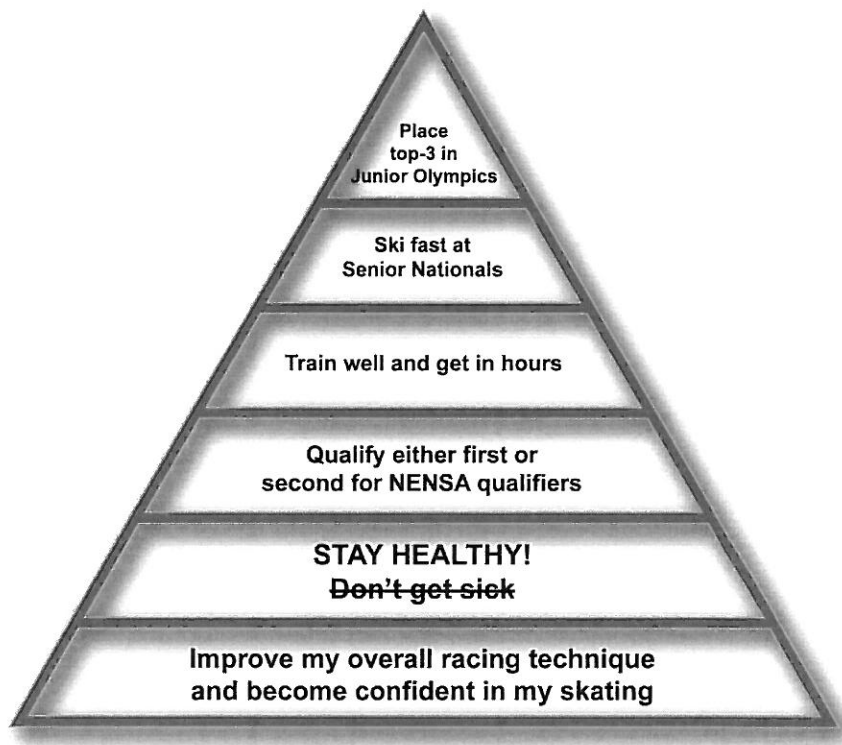 Place
top-3 in
Junior Olympics
Ski fast at
Senior Nationals
Train well and get in hours
Qualify either first or
second for NENSA qualifiers
STAY HEALTHY!
Don't get sick
Improve my overall racing technique
and become confident in my skating